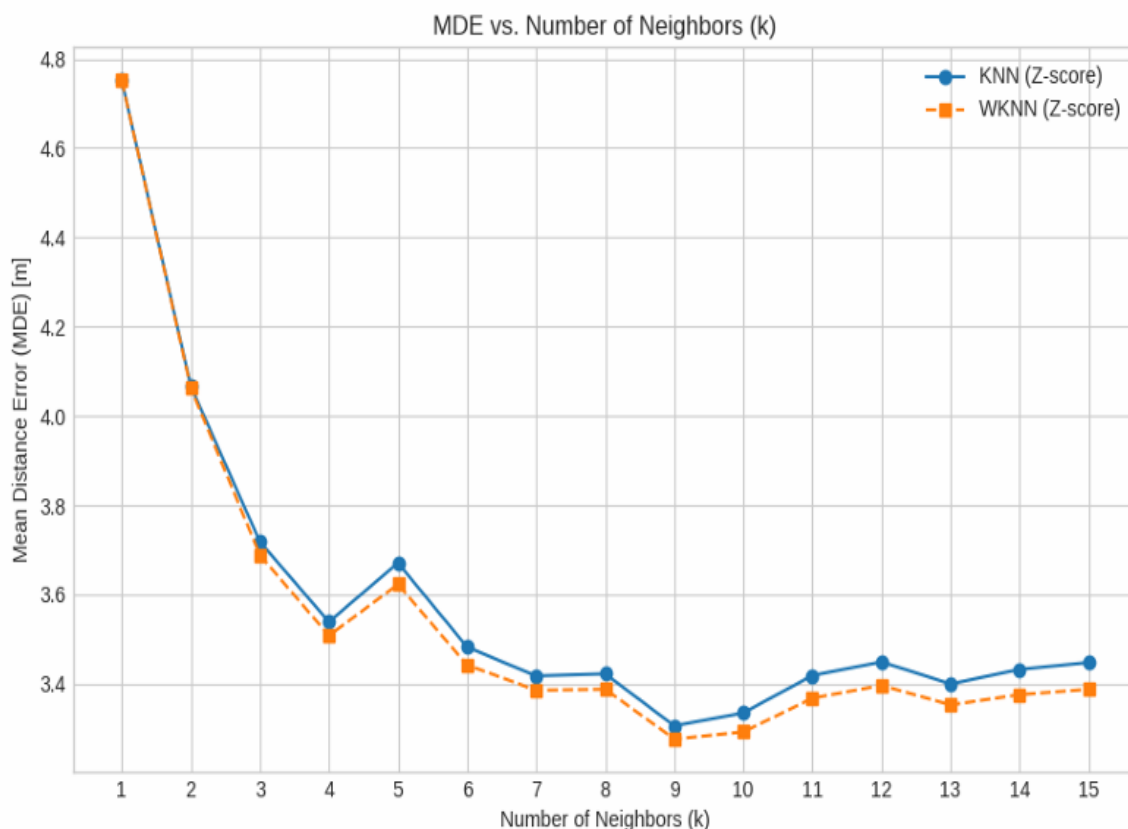 MDE vs. Number of Neighbors (k)
KNN (Z-score)
WKNN (Z-score)
Mean Distance Error (MDE) [m]
4.8
4.6
4.4
4.2
4.0
3.8
3.6
3.4
1 2 3 4 5 6 7 8 9 10 11 12 13 14 15
Number of Neighbors (k)